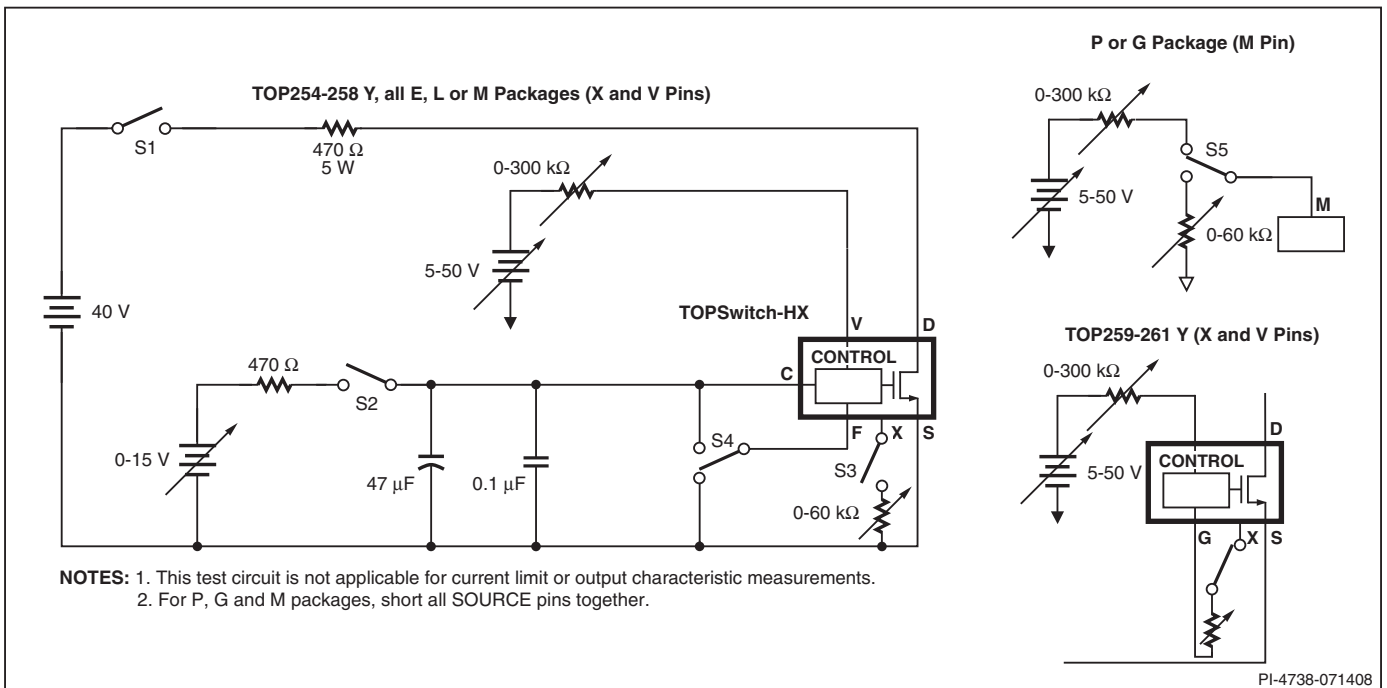 TOP254-258 Y, all E, L or M Packages (X and V Pins)
S1
470 Ω
5 W
0-300 kΩ
5-50 V
40 V
TOPSwitch-HX
V
D
CONTROL
C
470 Ω
S2
F
X
S
S4
S3
0-15 V
47 µF
0.1 µF
0-60 kΩ
NOTES: 1. This test circuit is not applicable for current limit or output characteristic measurements.
2. For P, G and M packages, short all SOURCE pins together.
P or G Package (M Pin)
0-300 kΩ
S5
5-50 V
M
0-60 kΩ
TOP259-261 Y (X and V Pins)
0-300 kΩ
D
5-50 V
CONTROL
G
X
S
PI-4738-071408